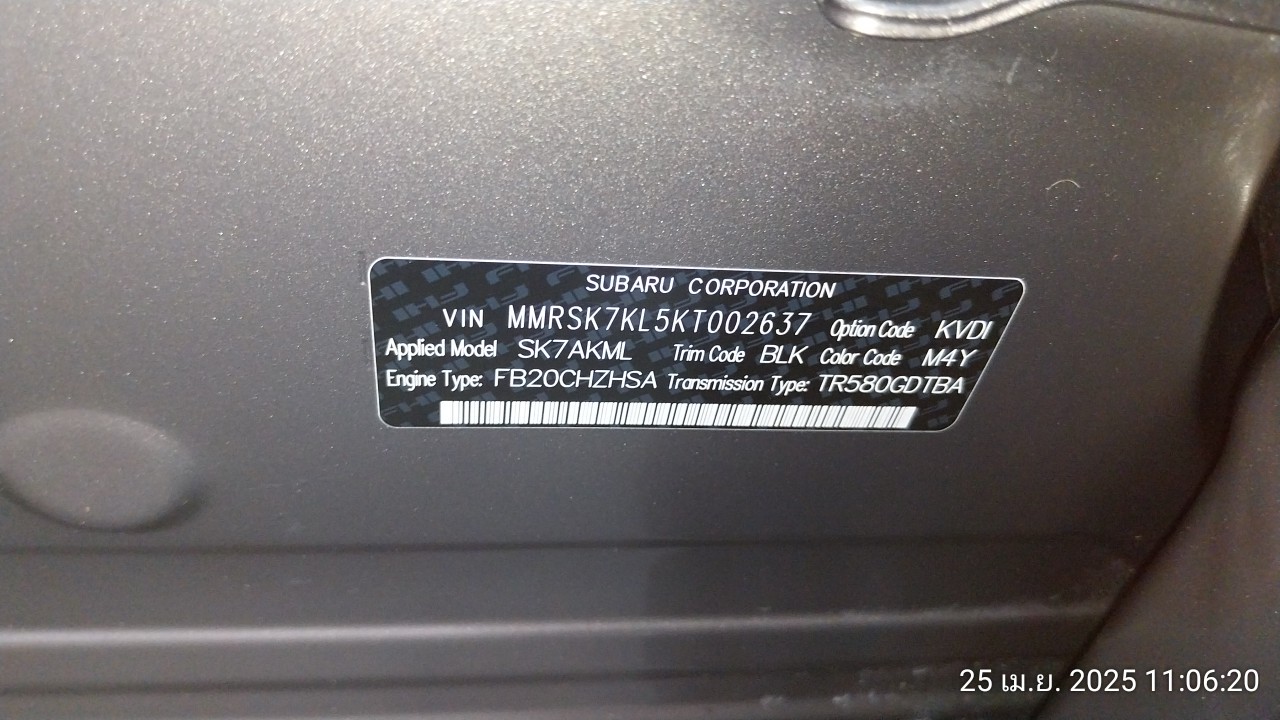 SUBARU CORPORATION
VIN MMRSK7KL5KT002637 Option Code KVDI
Applied Model SK7AKML Trim Code BLK Color Code M4Y
Engine Type: FB20CHZHSA Transmission Type: TR580GDTBA
25 เม.ย. 2025 11:06:20